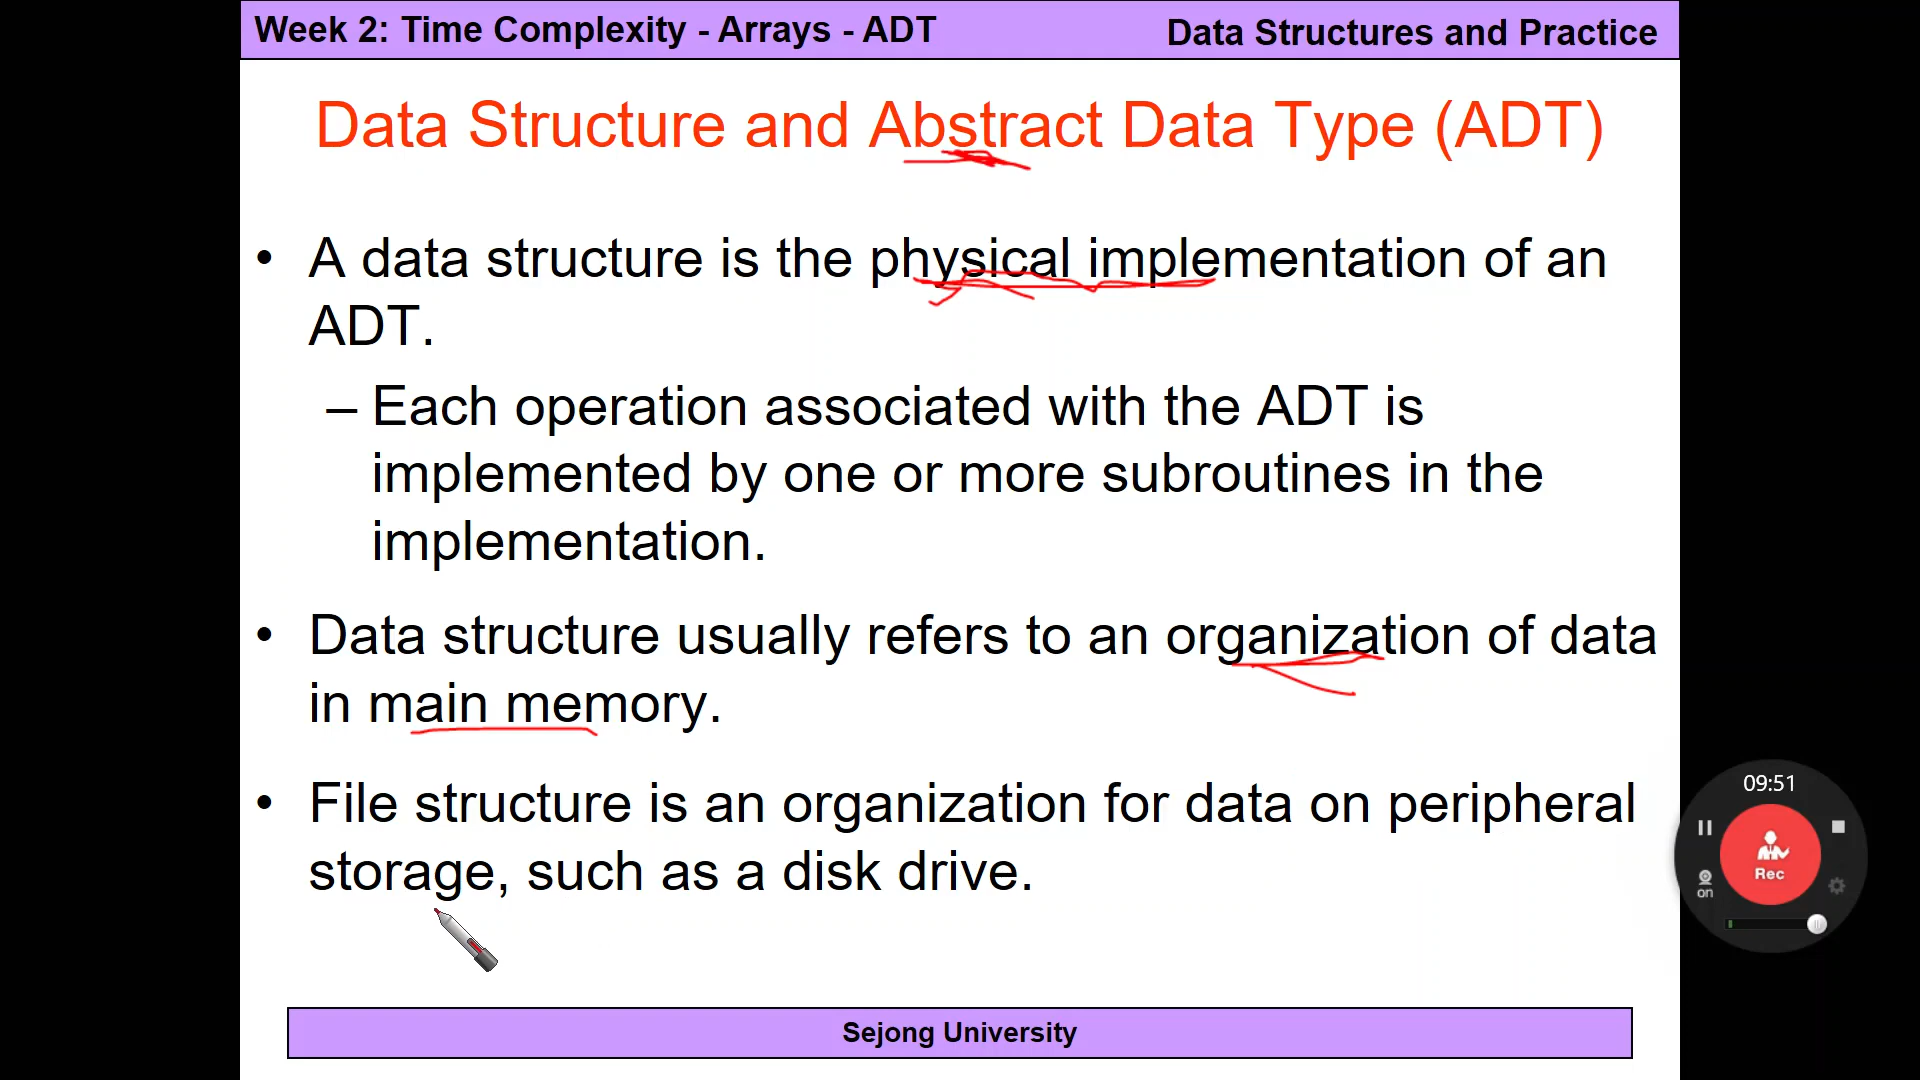 Week 2: Time Complexity - Arrays - ADT
Data Structures and Practice
Data Structure and Abstract Data Type (ADT)
• A data structure is the physical implementation of an
ADT.
– Each operation associated with the ADT is
implemented by one or more subroutines in the
implementation.
• Data structure usually refers to an organization of data
in main memory.
• File structure is an organization for data on peripheral
storage, such as a disk drive.
09:51
Rec
on
Sejong University